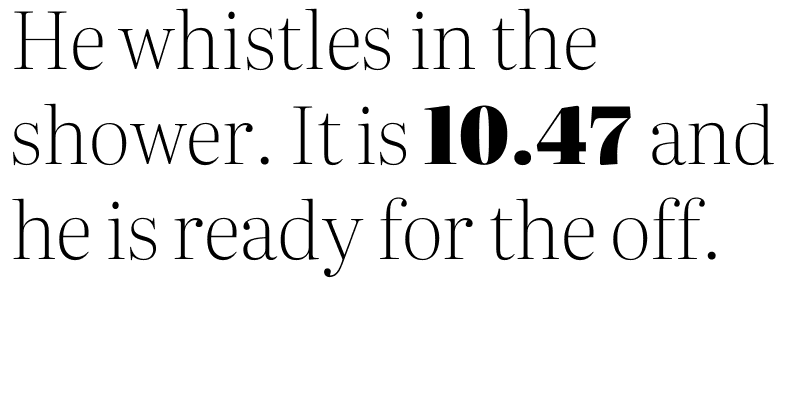 He whistles in the
shower. It is 10.47 and
he is ready for the off.